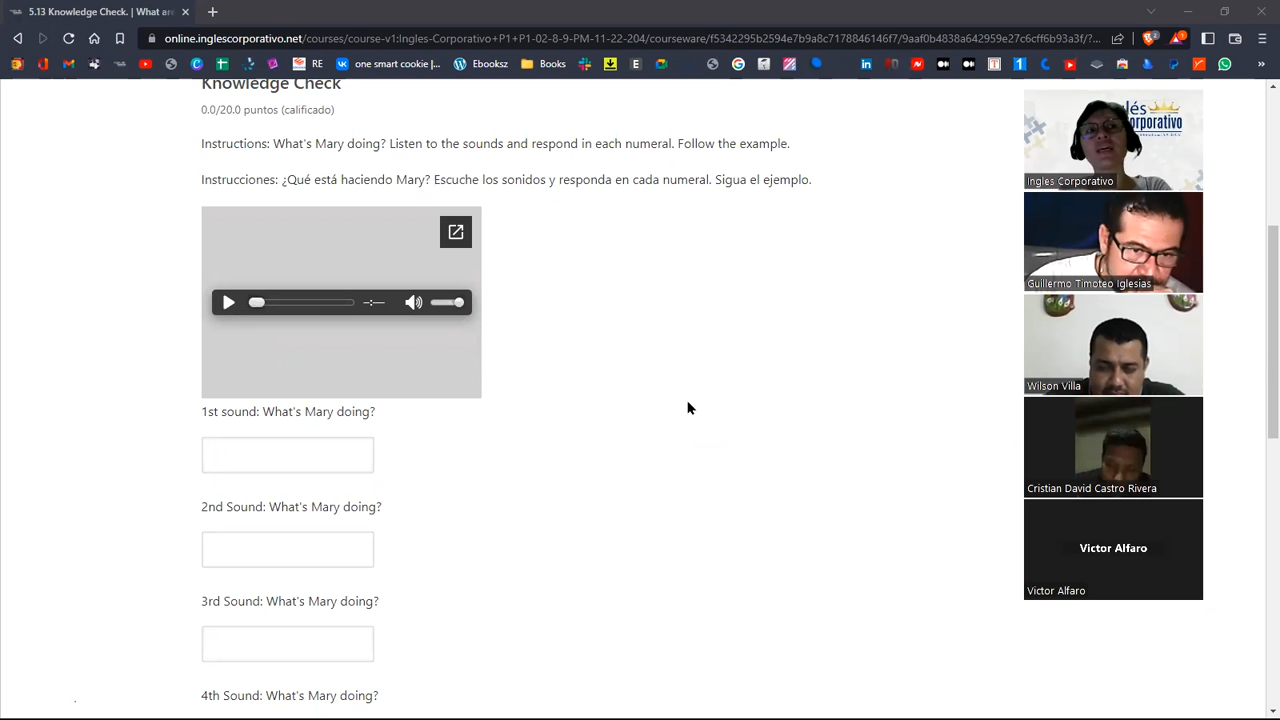 5.13 Knowledge Check. | What are
online.inglescorporativo.net/courses/course-v1:Ingles-Corporativo+P1+P1-02-8-9-PM-11-22-204/courseware/f5342295b2594e7b9a8c7178846146f7/9aaf0b4838a642959e27c6cff6b93a3f/?...
RE
one smart cookie |...
Ebooksz
Books
Knowledge Check
0.0/20.0 puntos (calificado)
Instructions: What's Mary doing? Listen to the sounds and respond in each numeral. Follow the example.
Instrucciones: ¿Qué está haciendo Mary? Escuche los sonidos y responda en cada numeral. Sigua el ejemplo.
-:--
1st sound: What's Mary doing?
2nd Sound: What's Mary doing?
3rd Sound: What's Mary doing?
4th Sound: What's Mary doing?
Ingles Corporativo
Guillermo Timoteo Iglesias
Wilson Villa
Cristian David Castro Rivera
Victor Alfaro
Victor Alfaro